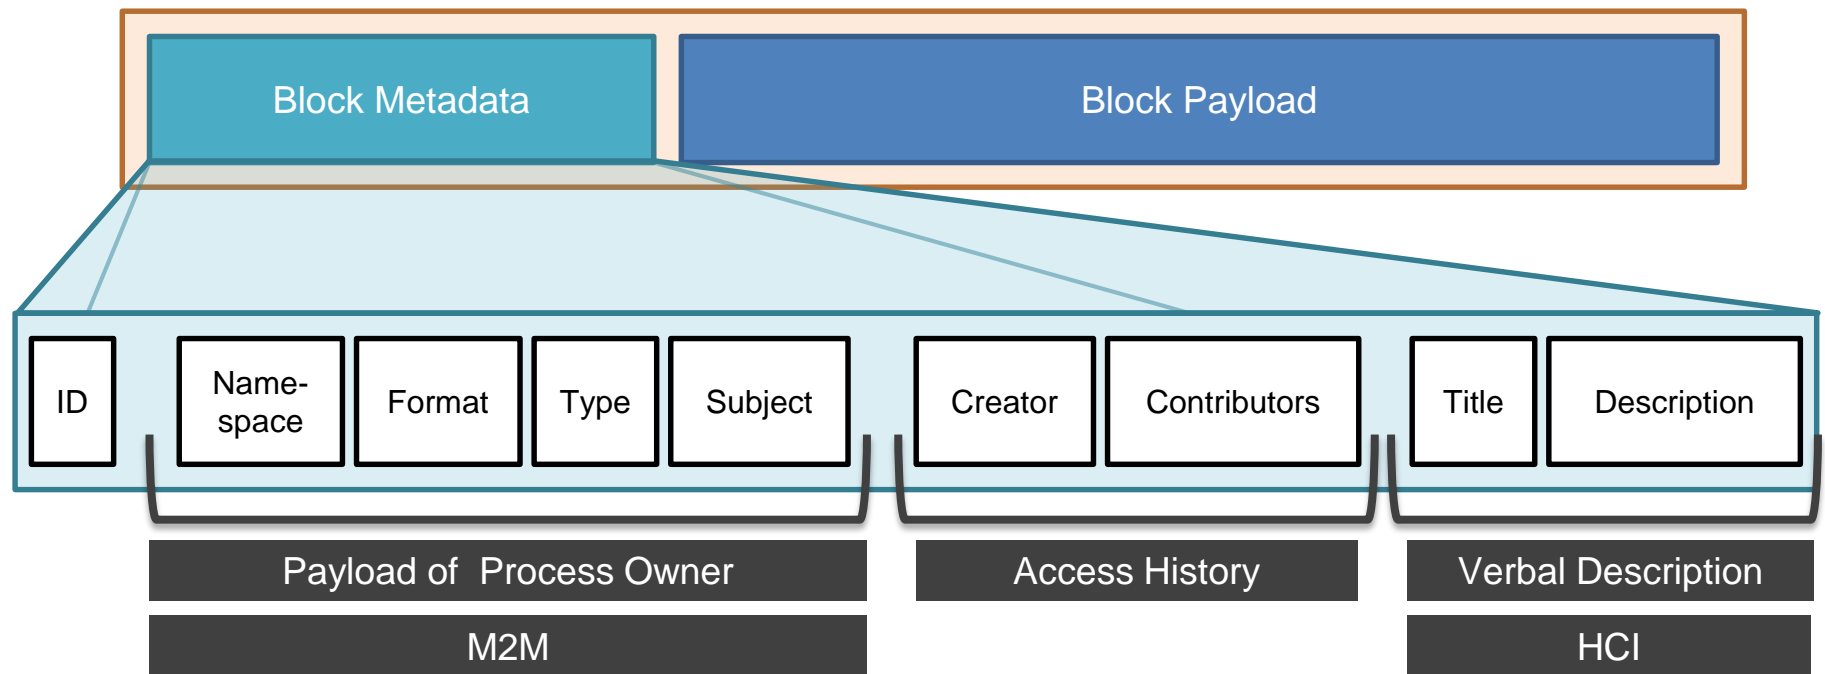 Block Metadata
Block Payload
ID
Name-
space
Format
Type
Subject
Creator
Contributors
Title
Description
Payload of  Process Owner
Access History
Verbal Description
M2M
HCI